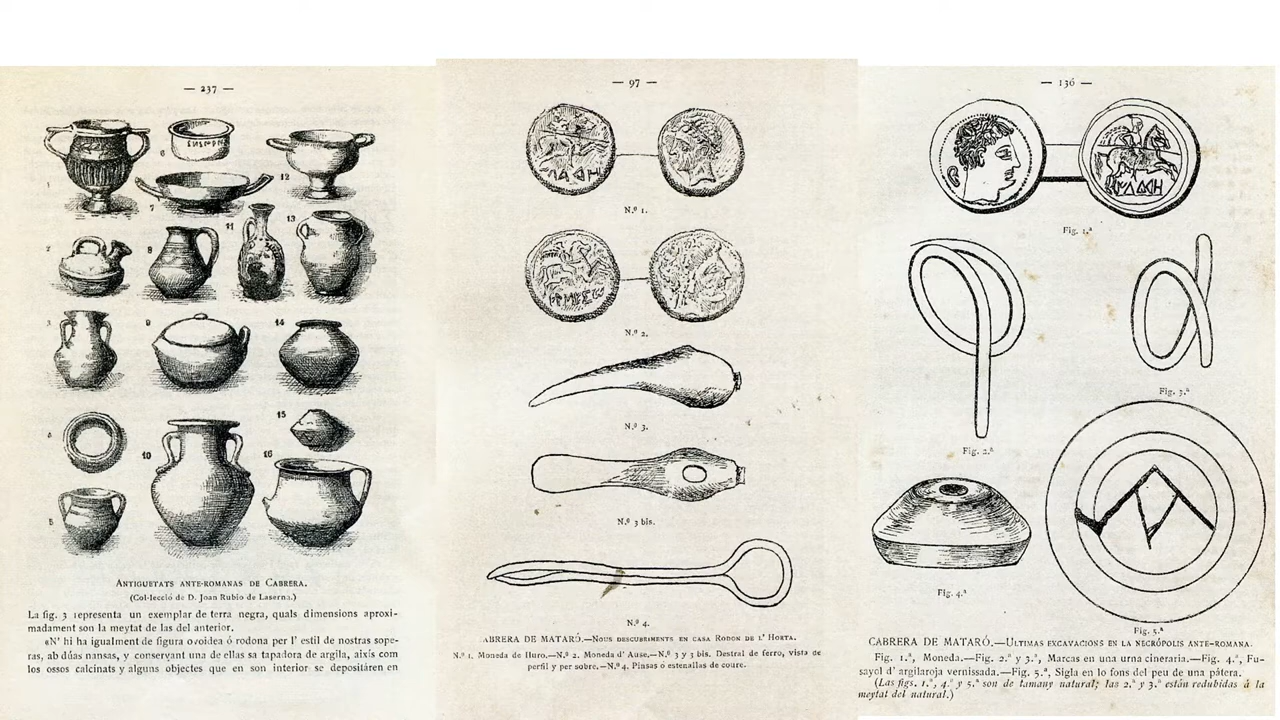 — 237 —
1
2
3
4
5
6
7
8
9
10
11
12
13
14
15
16
ANTIGUETATS ANTE-ROMANAS DE CABRERA.
(Col-lecció de D. Joan Rubio de Laserna.)
La fig. 3 representa un exemplar de terra negra, quals dimensions aproxi-
madament son la meytat de las del anterior.
«N' hi ha igualment de figura ovoidea ó rodona per l' estil de nostras sope-
ras, ab dúas nansas, y conservant una de ellas sa tapadora de argila, aixís com
los ossos calcinats y alguns objectes que en son interior se depositáren en
— 97 —
N.º 1.
N.º 2.
N.º 3.
N.º 3 bis.
N.º 4.
ABRERA DE MATARÓ.—NOUS DESCUBRIMENTS EN CASA RODON DE L' HORTA.
N.º 1. Moneda de Iluro.—N.º 2. Moneda d' Ause.—N.º 3 y 3 bis. Destral de ferro, vista de
perfil y per sobre.—N.º 4. Pinsas ó estenallas de coure.
— 136 —
Fig. 1.ª
Fig. 2.ª
Fig. 3.ª
Fig. 4.ª
Fig. 5.ª
CABRERA DE MATARÓ.—ULTIMAS EXCAVACIONS EN LA NECRÓPOLIS ANTE-ROMANA.
Fig. 1.ª, Moneda.—Fig. 2.ª y 3.ª, Marcas en una urna cineraria.—Fig. 4.ª, Fu-
sayol d' argilaroja vernissada.—Fig. 5.ª, Sigla en lo fons del peu de una pátera.
(Las figs. 1.ª, 4.ª y 5.ª son de tamany natural; las 2.ª y 3.ª están redubidas á la
meytat del natural.)